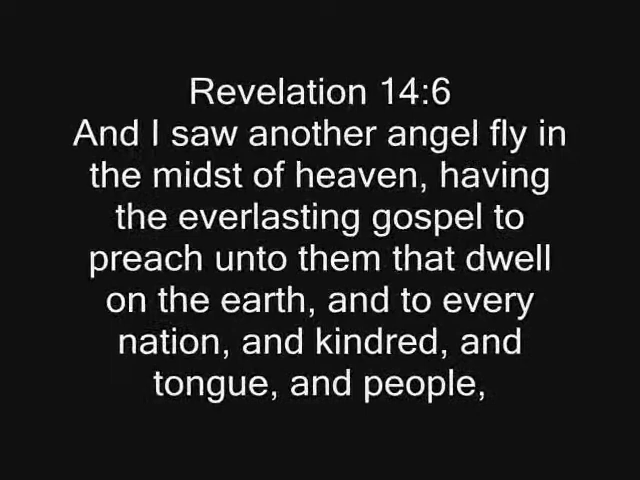 Revelation 14:6
And I saw another angel fly in
the midst of heaven, having
the everlasting gospel to
preach unto them that dwell
on the earth, and to every
nation, and kindred, and
tongue, and people,